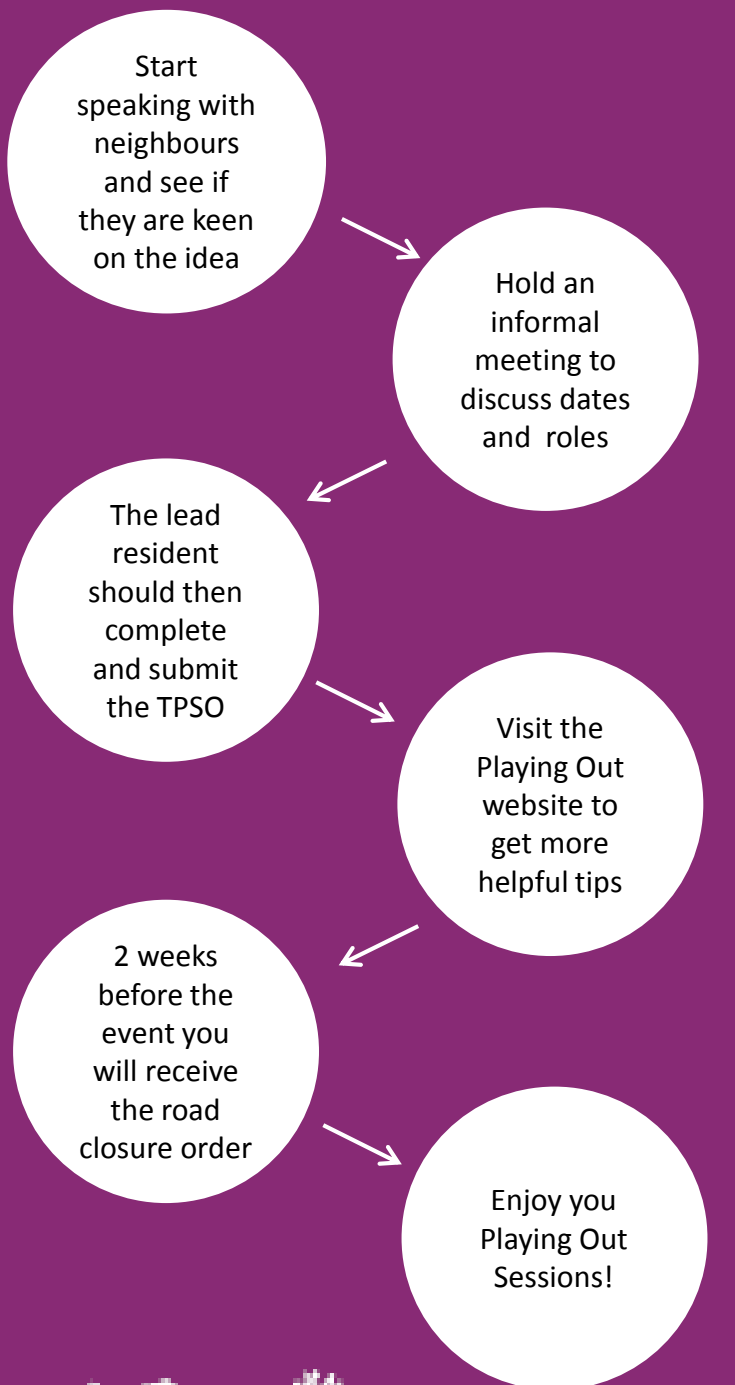 Start
speaking with
neighbours
and see if
they are keen
on the idea
Hold an
informal
meeting to
discuss dates
and roles
The lead
resident
should then
complete
and submit
the TPSO
Visit the
Playing Out
website to
get more
helpful tips
2 weeks
before the
event you
will receive
the road
closure order
Enjoy you
Playing Out
Sessions!